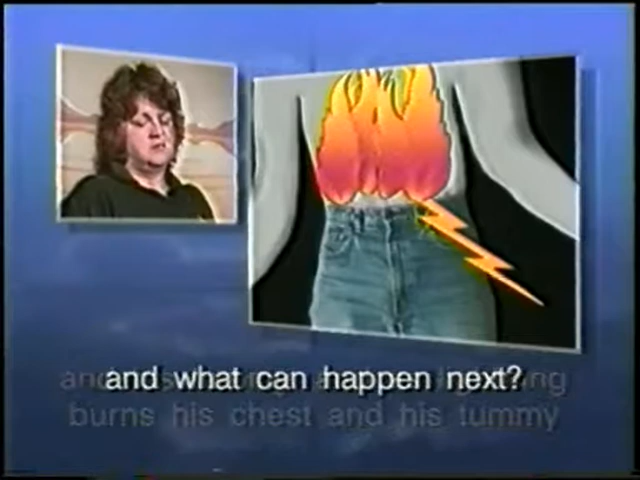 and what can happen next?
burns his chest and his tummy